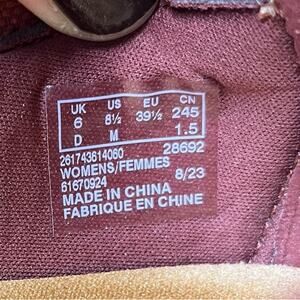 UK US EU CN
6 8½ 39½ 245
D M 1.5
261743614060 28692
WOMENS/FEMMES
61670924 8/23
MADE IN CHINA
FABRIQUE EN CHINE